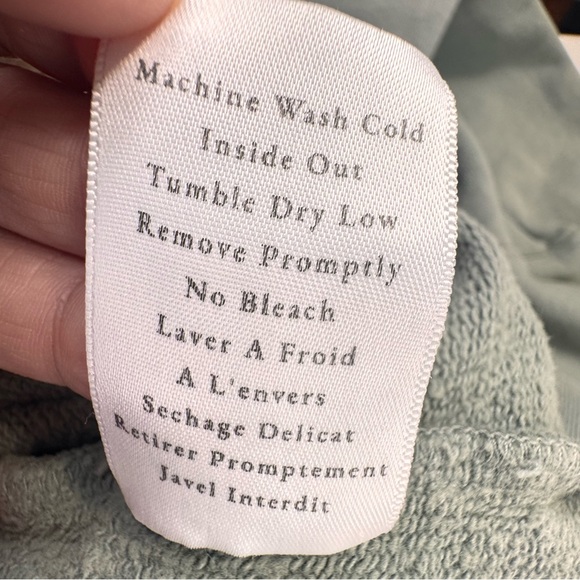 Machine Wash Cold
Inside Out
Tumble Dry Low
Remove Promptly
No Bleach
Laver A Froid
A L'envers
Sechage Delicat
Retirer Promptement
Javel Interdit